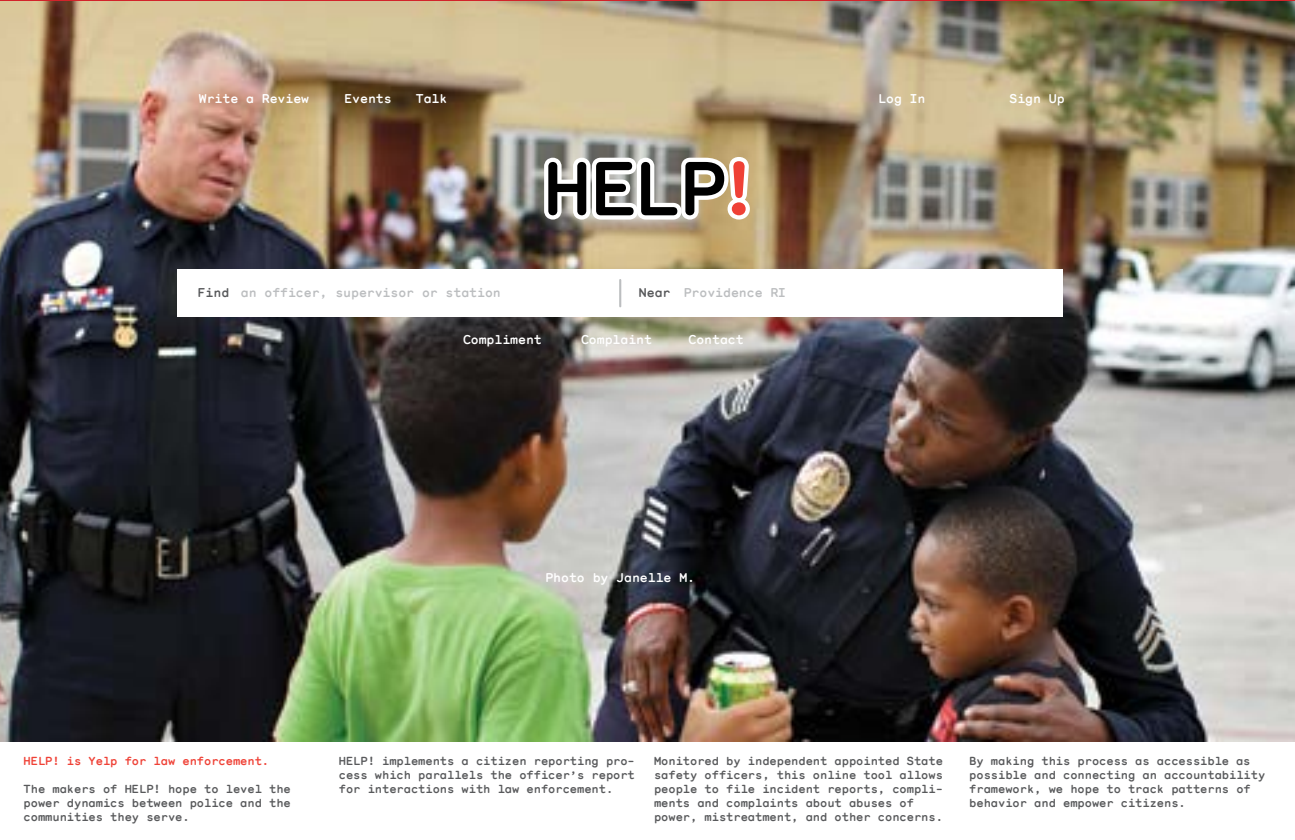 Write a Review Events Talk Log In Sign Up
HELP!
Find an officer, supervisor or station Near Providence RI
Compliment Complaint Contact
Photo by Janelle M.
HELP! is Yelp for law enforcement.
The makers of HELP! hope to level the
power dynamics between police and the
communities they serve.
HELP! implements a citizen reporting pro-
cess which parallels the officer's report
for interactions with law enforcement.
Monitored by independent appointed State
safety officers, this online tool allows
people to file incident reports, compli-
ments and complaints about abuses of
power, mistreatment, and other concerns.
By making this process as accessible as
possible and connecting an accountability
framework, we hope to track patterns of
behavior and empower citizens.